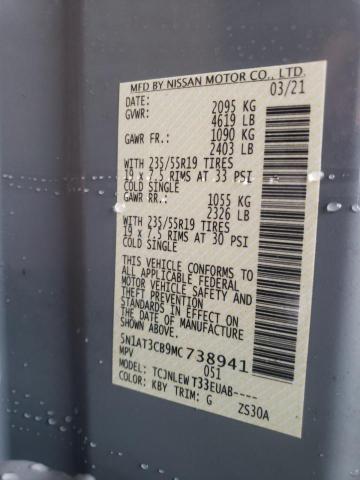 MFD BY NISSAN MOTOR CO., LTD.
DATE: 03/21
GVWR: 2095 KG
4619 LB
GAWR FR.: 1090 KG
2403 LB
WITH 235/55R19 TIRES
19 x 7.5 RIMS AT 33 PSI
COLD SINGLE
GAWR RR.: 1055 KG
2326 LB
WITH 235/55R19 TIRES
19 x 7.5 RIMS AT 30 PSI
COLD SINGLE
THIS VEHICLE CONFORMS TO
ALL APPLICABLE FEDERAL
MOTOR VEHICLE SAFETY AND
THEFT PREVENTION
STANDARDS IN EFFECT ON
THE DATE OF MANUFACTURE
SHOWN ABOVE.
5N1AT3CB9MC 738941
MPV 051
MODEL: TCJNLEW T33EUAB----
COLOR: KBY TRIM: G ZS30A